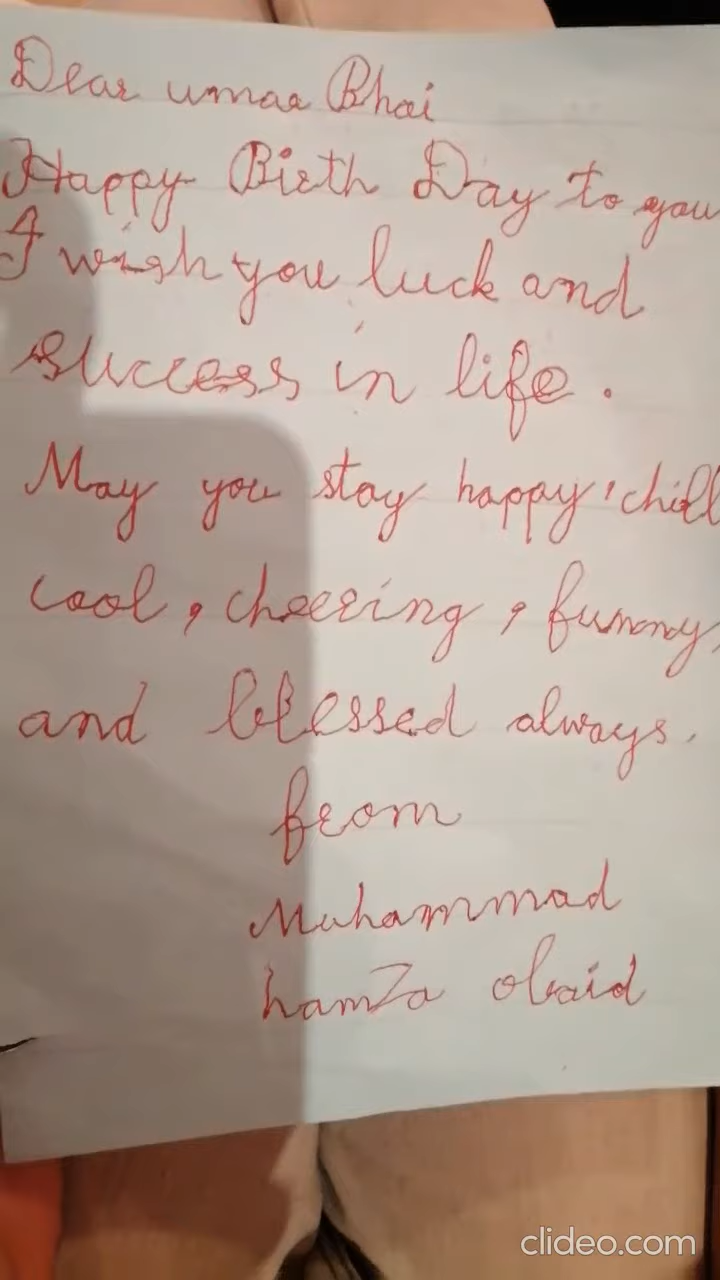 Dear umar Bhai
Happy Birth Day to you
I wish you luck and
success in life.
May you stay happy, chill
cool, cheering, funny,
and blessed always.
from
Muhammad
hamza obaid
clideo.com